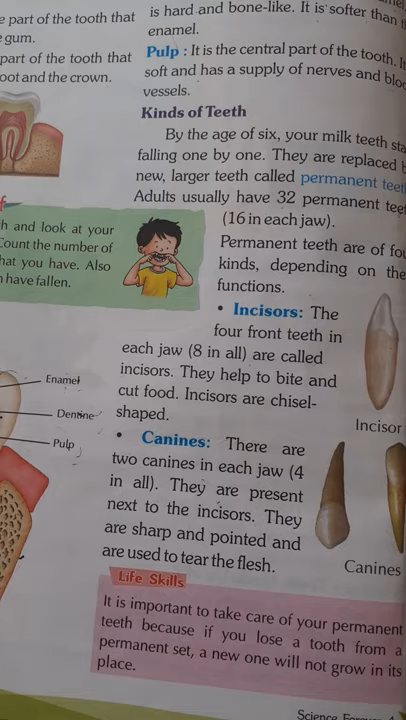 e part of the tooth that
gum.
part of the tooth that
oot and the crown.
is hard and bone-like. It is softer than
enamel.
Pulp : It is the central part of the tooth. It
soft and has a supply of nerves and bloo
vessels.
Kinds of Teeth
By the age of six, your milk teeth sta
falling one by one. They are replaced b
new, larger teeth called permanent teet
Adults usually have 32 permanent teet
(16 in each jaw).
h and look at your
Count the number of
hat you have. Also
have fallen.
Permanent teeth are of fou
kinds, depending on the
functions.
• Incisors: The
four front teeth in
each jaw (8 in all) are called
incisors. They help to bite and
cut food. Incisors are chisel-
shaped.
Incisor
Enamel
Dentine
Pulp
• Canines: There are
two canines in each jaw (4
in all). They are present
next to the incisors. They
are sharp and pointed and
are used to tear the flesh.
Canines
Life Skills
It is important to take care of your permanent
teeth because if you lose a tooth from a
permanent set, a new one will not grow in its
place.
Science